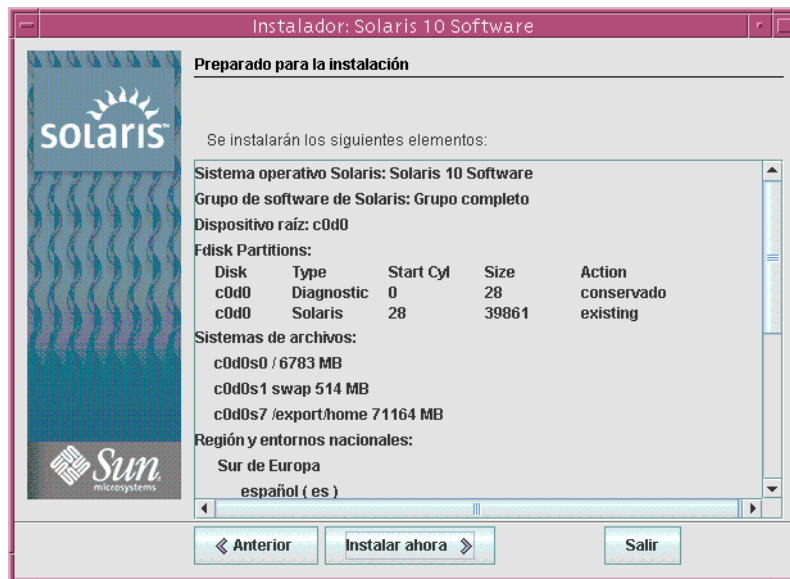 Instalador: Solaris 10 Software
solaris™
Preparado para la instalación
Se instalarán los siguientes elementos:
Sistema operativo Solaris: Solaris 10 Software
Grupo de software de Solaris: Grupo completo
Dispositivo raíz: c0d0
Fdisk Partitions:
Disk Type Start Cyl Size Action
c0d0 Diagnostic 0 28 conservado
c0d0 Solaris 28 39861 existing
Sistemas de archivos:
c0d0s0 / 6783 MB
c0d0s1 swap 514 MB
c0d0s7 /export/home 71164 MB
Región y entornos nacionales:
Sur de Europa
español ( es )
Sun
microsystems
Anterior
Instalar ahora
Salir